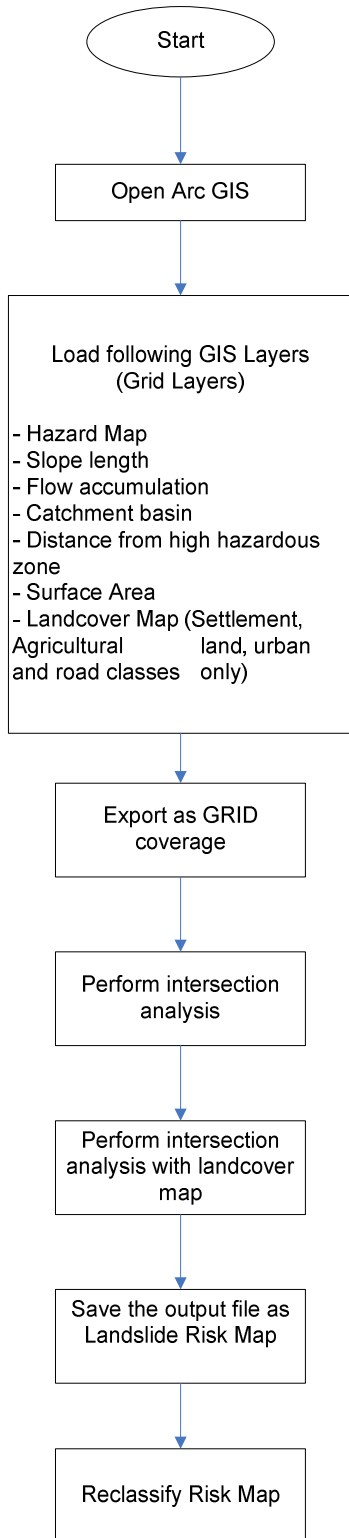 Start
Open Arc GIS
Load following GIS Layers
(Grid Layers)
- Hazard Map
- Slope length
- Flow accumulation
- Catchment basin
- Distance from high hazardous
zone
- Surface Area
- Landcover Map (Settlement,
Agricultural land, urban
and road classes only)
Export as GRID
coverage
Perform intersection
analysis
Perform intersection
analysis with landcover
map
Save the output file as
Landslide Risk Map
Reclassify Risk Map